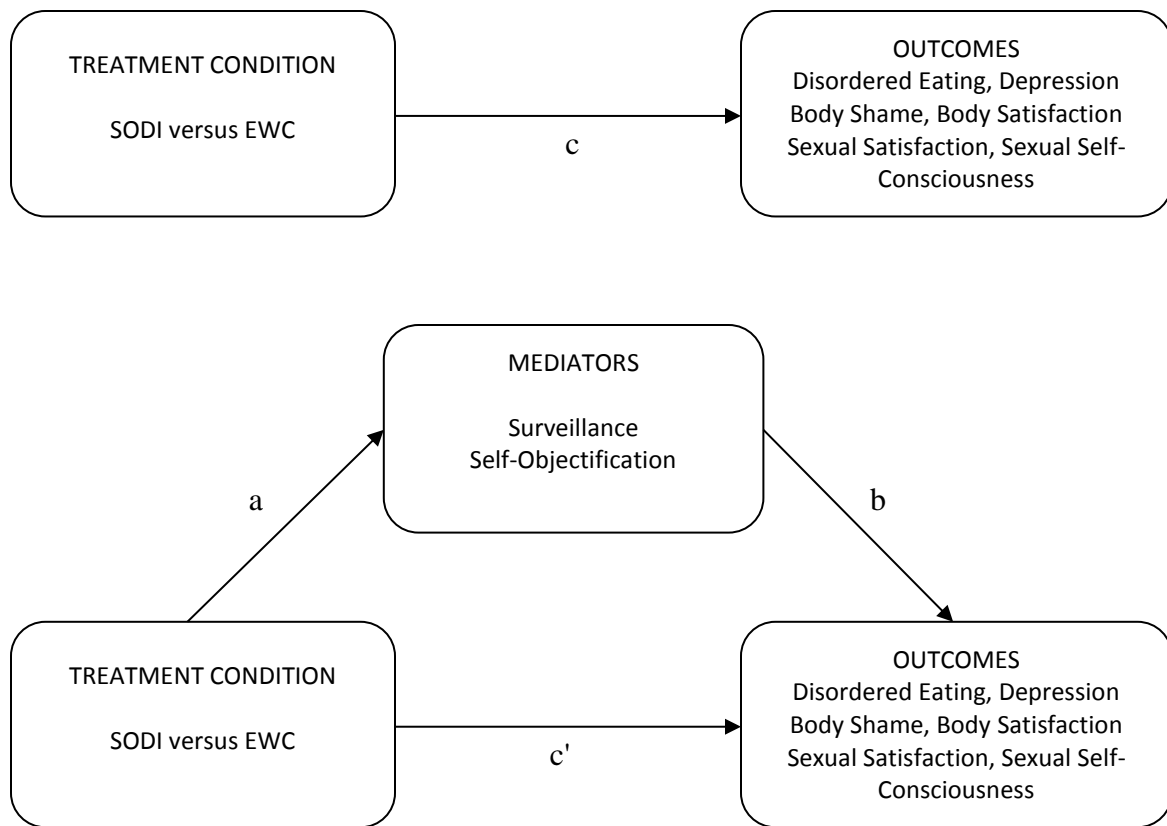 TREATMENT CONDITION
SODI versus EWC
c
OUTCOMES
Disordered Eating, Depression
Body Shame, Body Satisfaction
Sexual Satisfaction, Sexual Self-
Consciousness
MEDIATORS
Surveillance
Self-Objectification
a
b
TREATMENT CONDITION
SODI versus EWC
c'
OUTCOMES
Disordered Eating, Depression
Body Shame, Body Satisfaction
Sexual Satisfaction, Sexual Self-
Consciousness